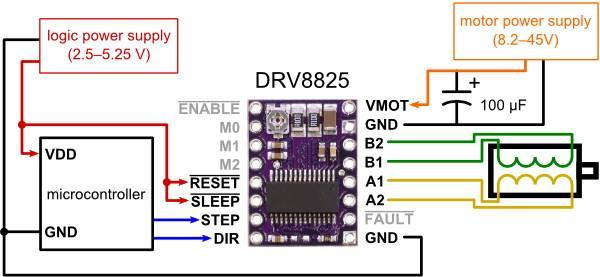 logic power supply
(2.5–5.25 V)
motor power supply
(8.2–45V)
DRV8825
+
100 µF
ENABLE
M0
M1
M2
RESET
SLEEP
STEP
DIR
VMOT
GND
B2
B1
A1
A2
FAULT
GND
VDD
microcontroller
GND